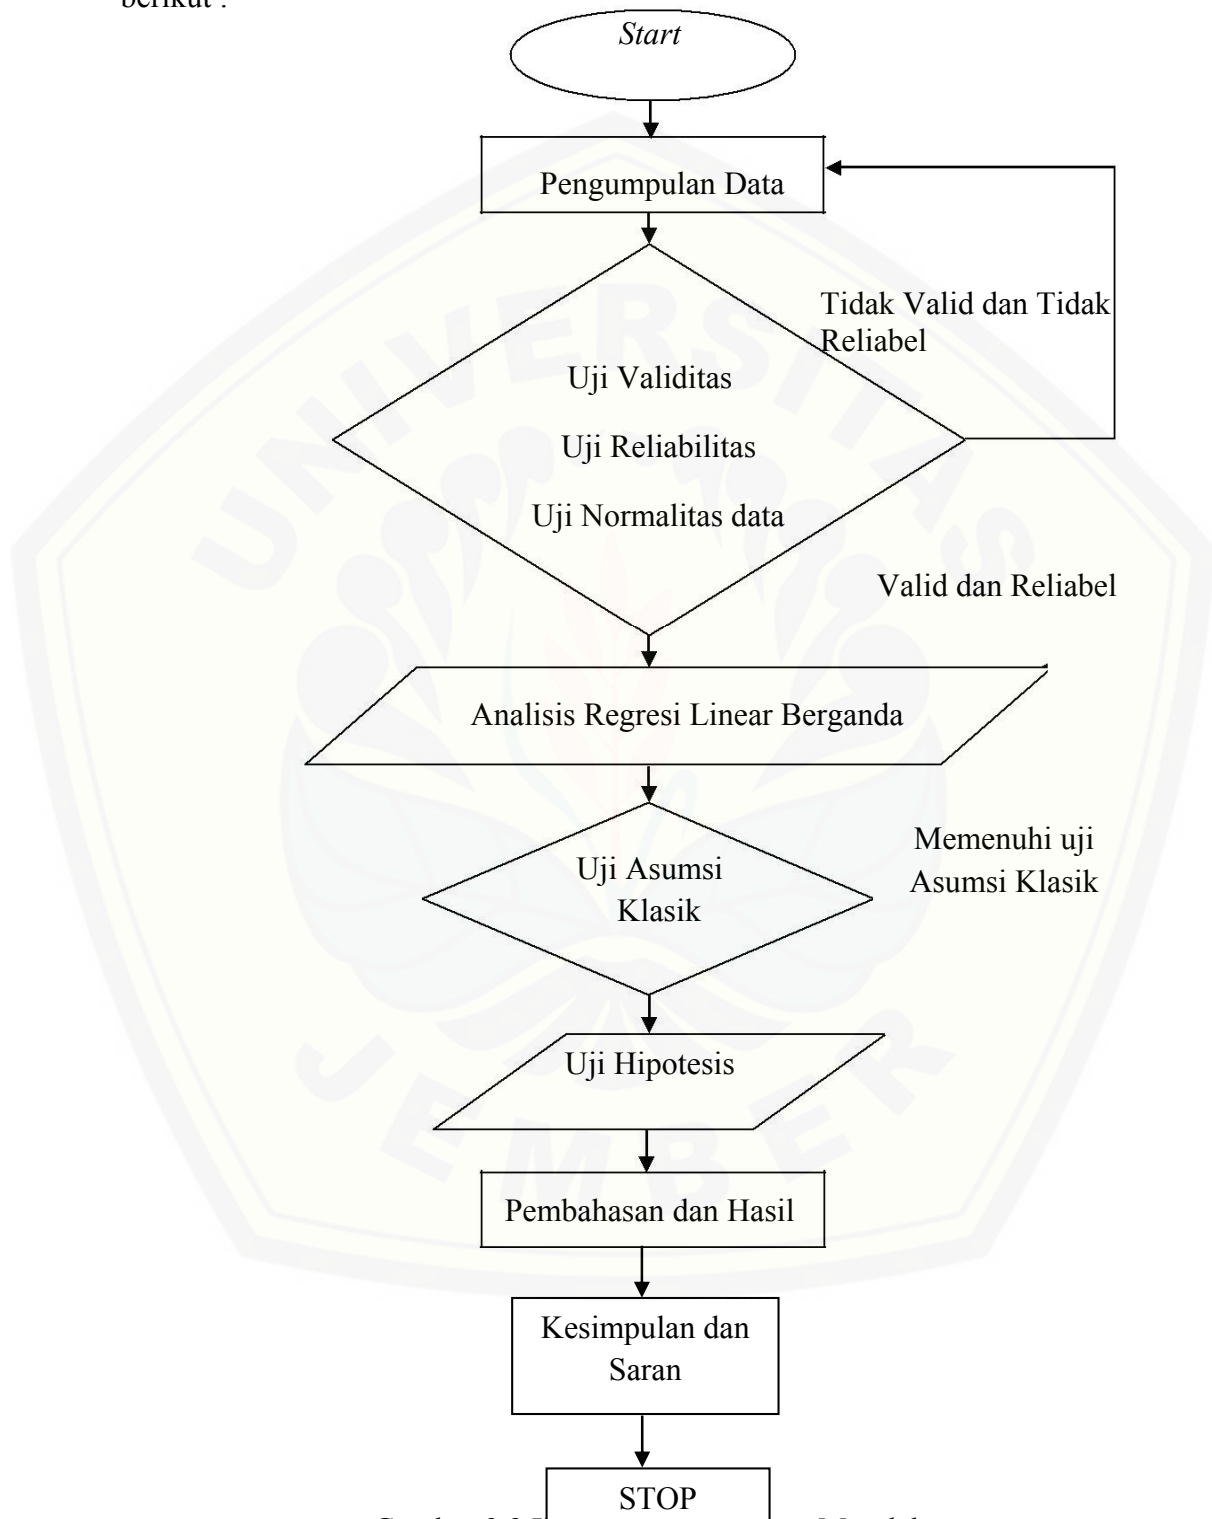 berikut :
Start
Pengumpulan Data
Tidak Valid dan Tidak
Reliabel
Uji Validitas
Uji Reliabilitas
Uji Normalitas data
Valid dan Reliabel
Analisis Regresi Linear Berganda
Memenuhi uji
Asumsi Klasik
Uji Asumsi
Klasik
Uji Hipotesis
Pembahasan dan Hasil
Kesimpulan dan
Saran
STOP
UNIVERSITAS
JEMBER